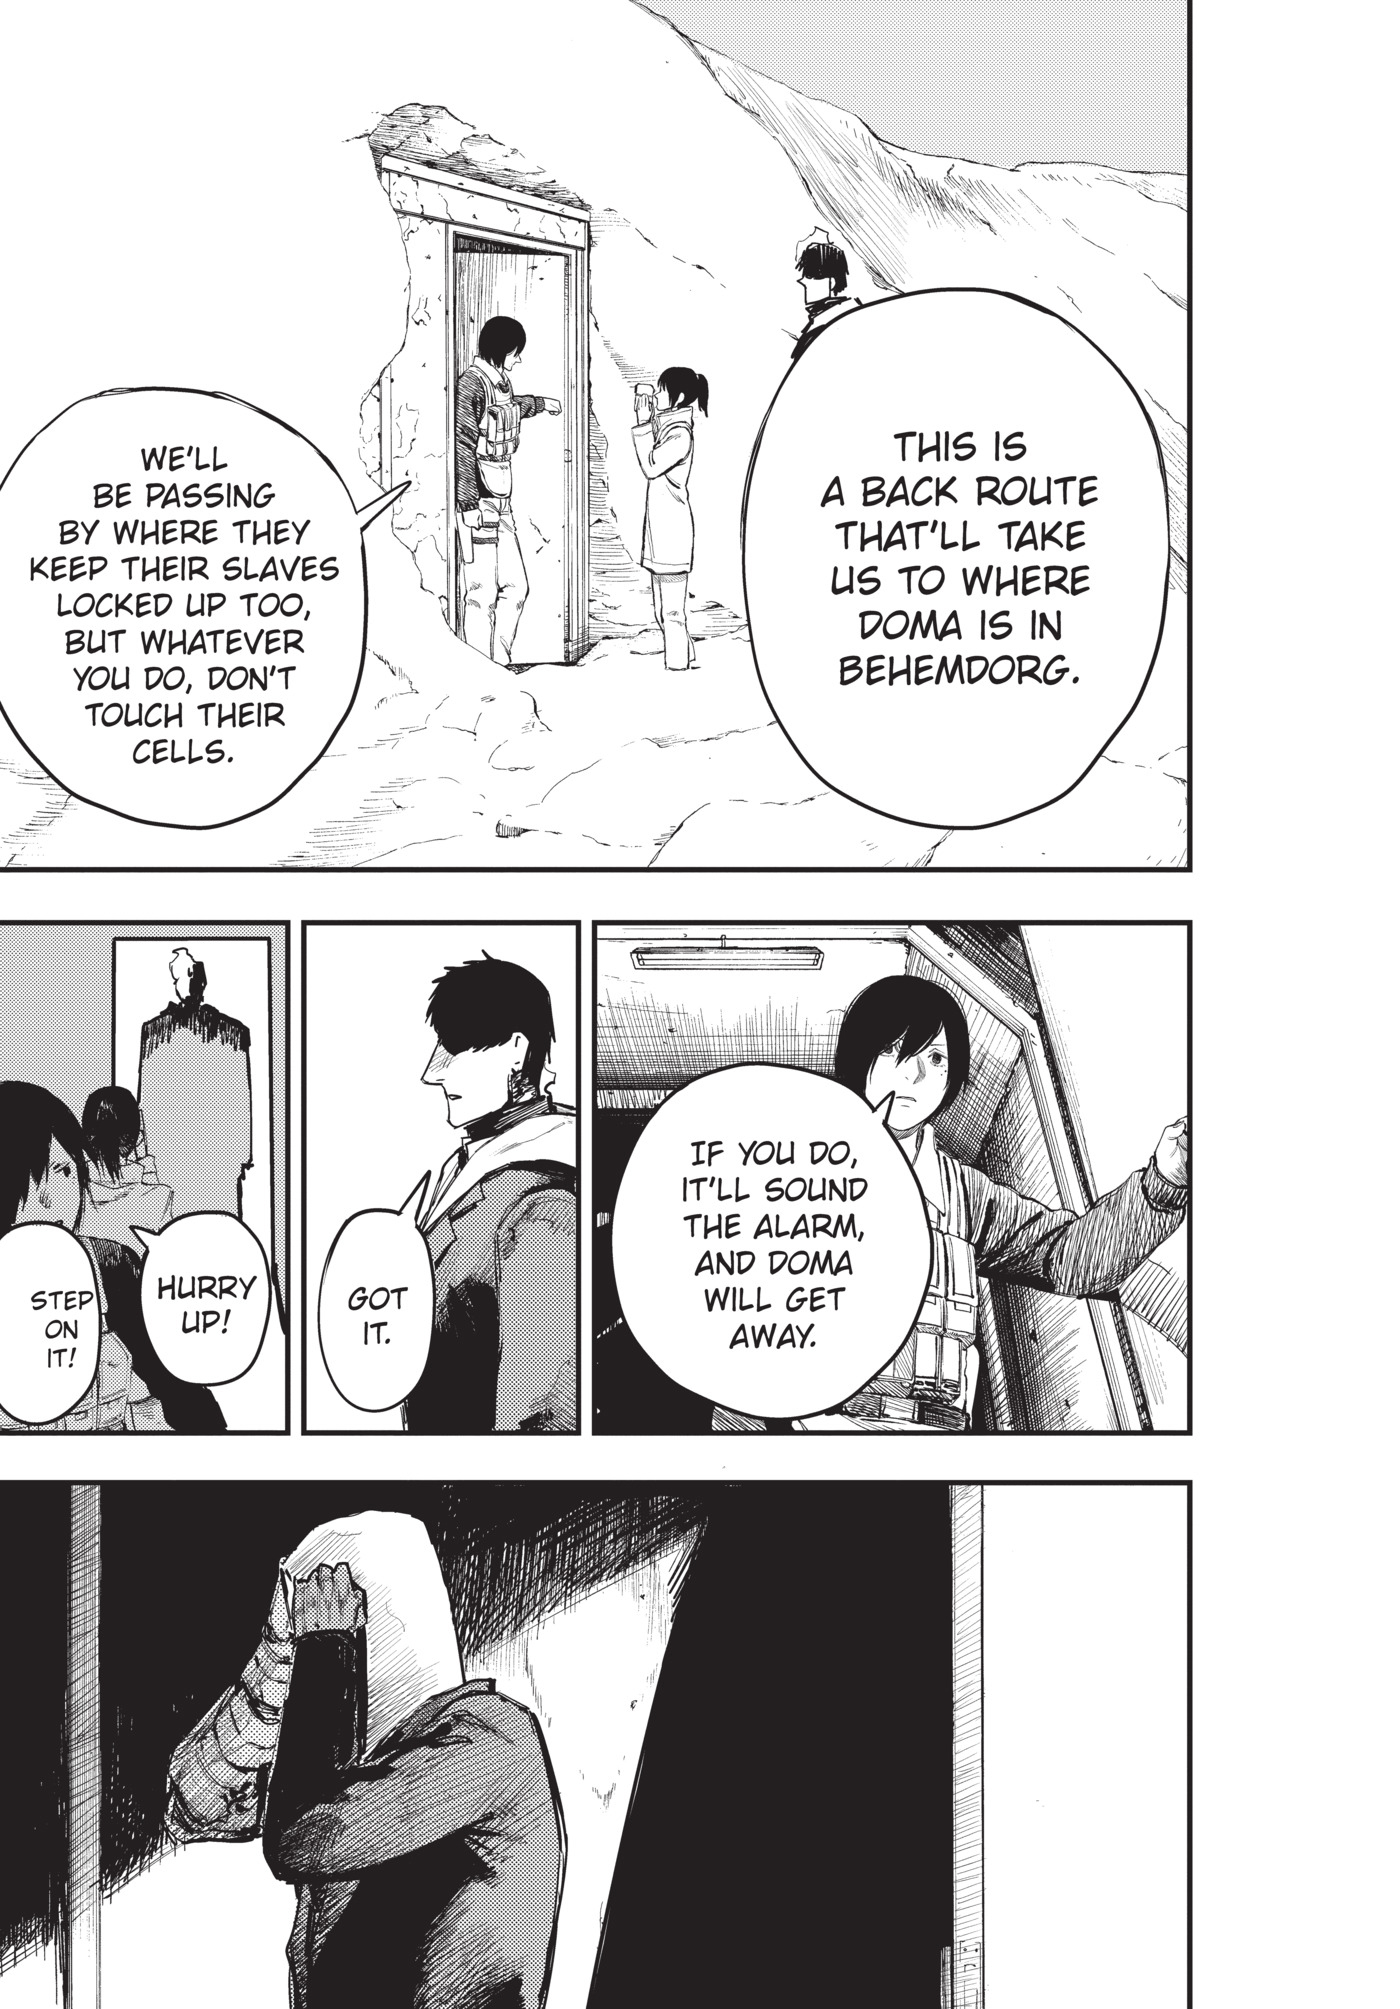 THIS IS
A BACK ROUTE
THAT'LL TAKE
US TO WHERE
DOMA IS IN
BEHEMDORG.
WE'LL
BE PASSING
BY WHERE THEY
KEEP THEIR SLAVES
LOCKED UP TOO,
BUT WHATEVER
YOU DO, DON'T
TOUCH THEIR
CELLS.
IF YOU DO,
IT'LL SOUND
THE ALARM,
AND DOMA
WILL GET
AWAY.
GOT
IT.
HURRY
UP!
STEP
ON
IT!